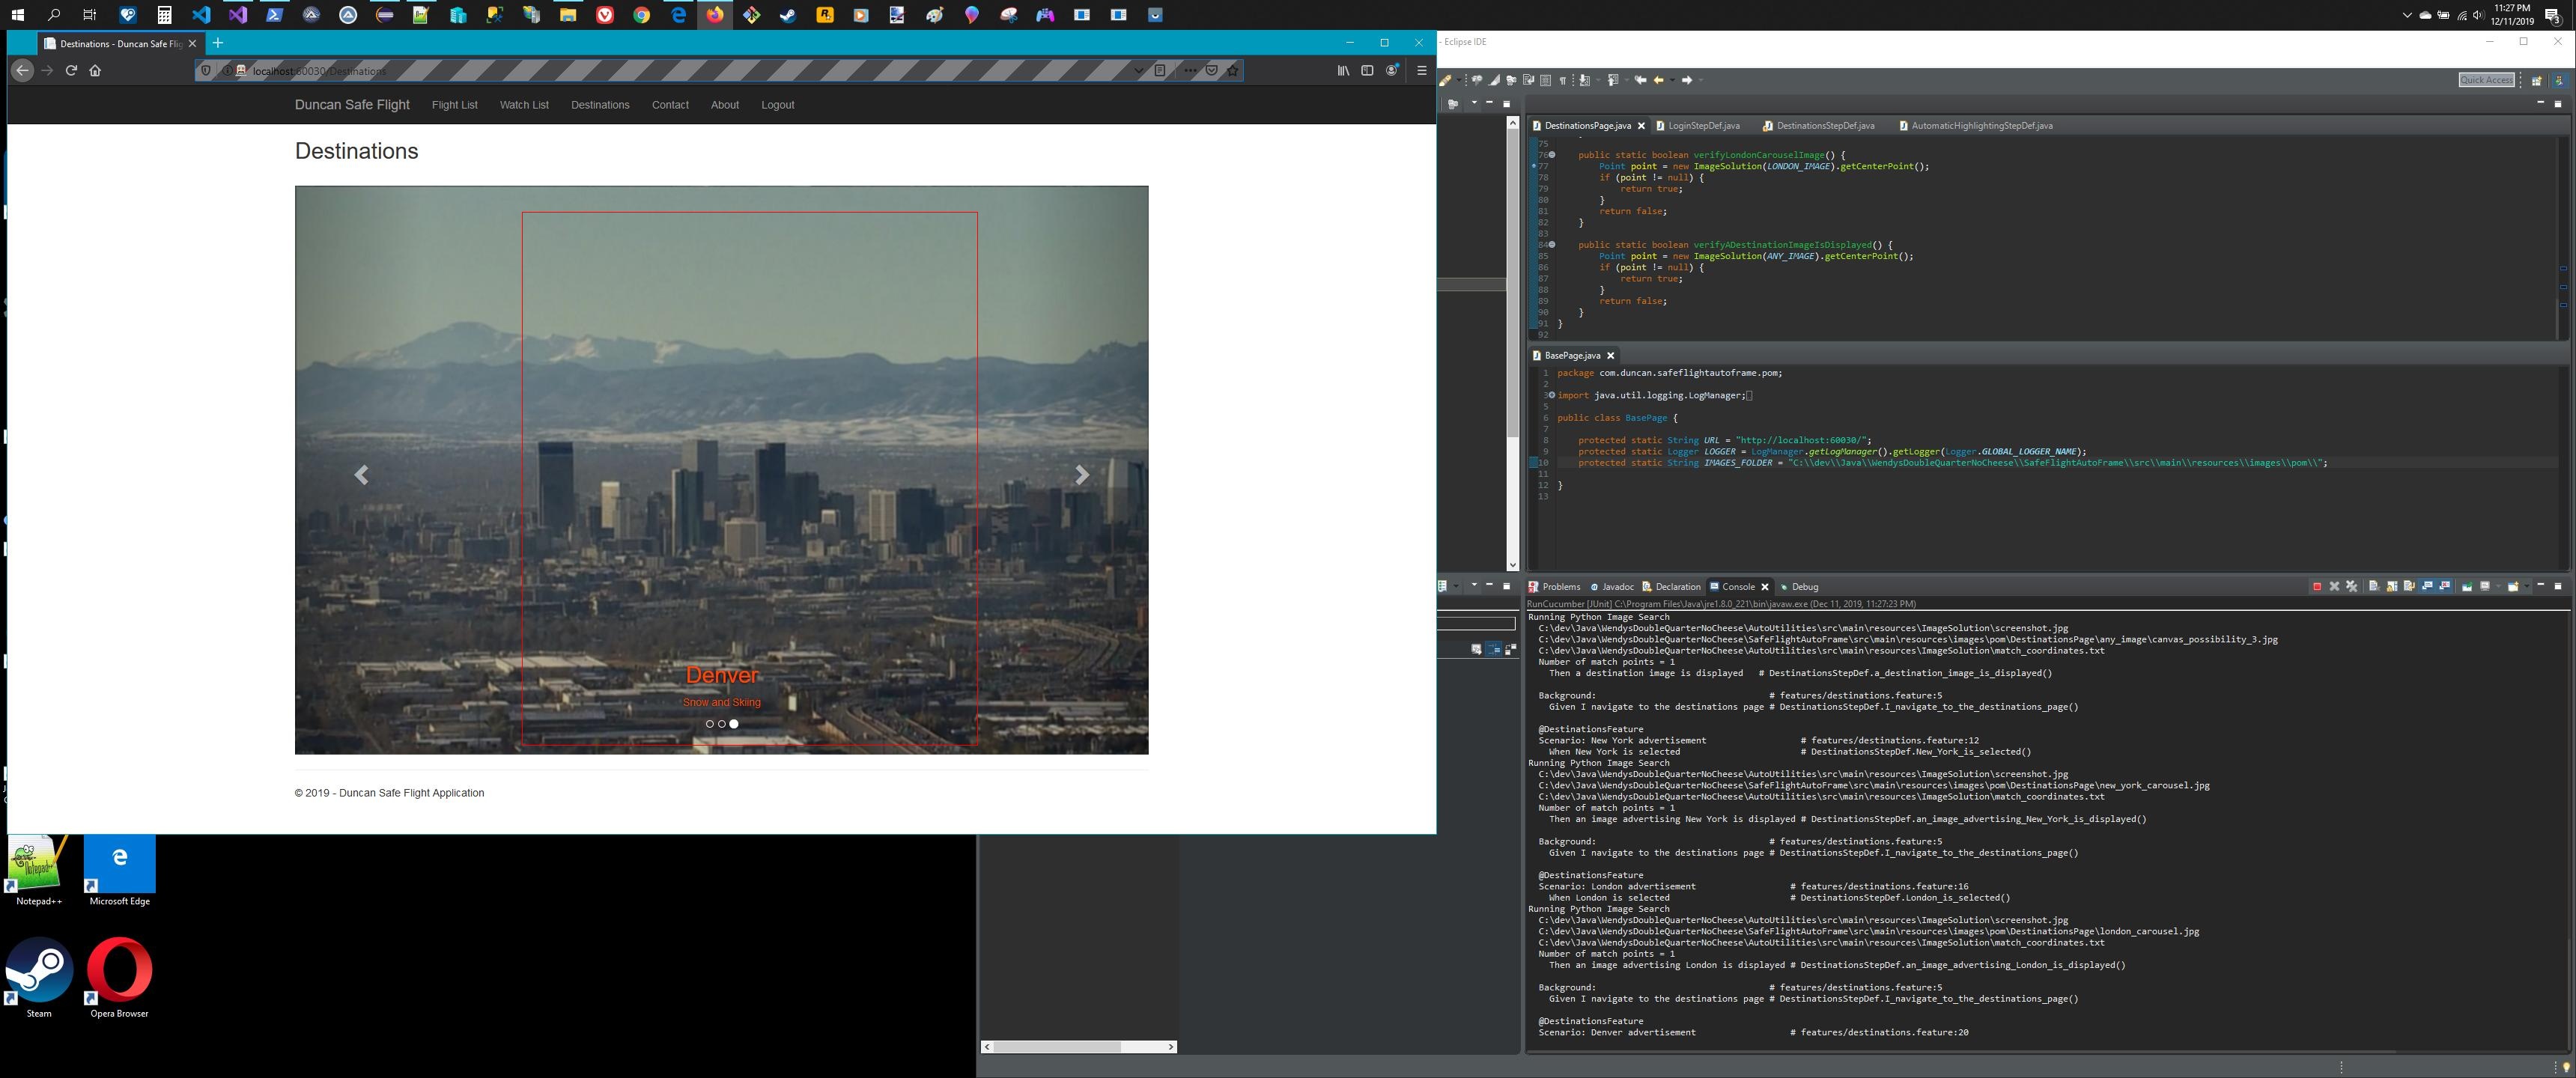 11:27 PM
12/11/2019
3
Destinations - Duncan Safe Flig
localhost:60030/Destinations
Duncan Safe Flight Flight List Watch List Destinations Contact About Logout
Destinations
Denver
Snow and Skiing
© 2019 - Duncan Safe Flight Application
Notepad++ Microsoft Edge
Steam Opera Browser
- Eclipse IDE
Quick Access
DestinationsPage.java LoginStepDef.java DestinationsStepDef.java AutomaticHighlightingStepDef.java
75
76 public static boolean verifyLondonCarouselImage() {
77 Point point = new ImageSolution(LONDON_IMAGE).getCenterPoint();
78 if (point != null) {
79 return true;
80 }
81 return false;
82 }
83
84 public static boolean verifyADestinationImageIsDisplayed() {
85 Point point = new ImageSolution(ANY_IMAGE).getCenterPoint();
86 if (point != null) {
87 return true;
88 }
89 return false;
90 }
91 }
92
BasePage.java
1 package com.duncan.safeflightautoframe.pom;
2
3 import java.util.logging.LogManager;
5
6 public class BasePage {
7
8 protected static String URL = "http://localhost:60030/";
9 protected static Logger LOGGER = LogManager.getLogManager().getLogger(Logger.GLOBAL_LOGGER_NAME);
10 protected static String IMAGES_FOLDER = "C:\\dev\\Java\\WendysDoubleQuarterNoCheese\\SafeFlightAutoFrame\\src\\main\\resources\\images\\pom\\";
11
12 }
13
Problems Javadoc Declaration Console Debug
RunCucumber [JUnit] C:\Program Files\Java\jre1.8.0_221\bin\javaw.exe (Dec 11, 2019, 11:27:23 PM)
Running Python Image Search
C:\dev\Java\WendysDoubleQuarterNoCheese\AutoUtilities\src\main\resources\ImageSolution\screenshot.jpg
C:\dev\Java\WendysDoubleQuarterNoCheese\SafeFlightAutoFrame\src\main\resources\images\pom\DestinationsPage\any_image\canvas_possibility_3.jpg
C:\dev\Java\WendysDoubleQuarterNoCheese\AutoUtilities\src\main\resources\ImageSolution\match_coordinates.txt
Number of match points = 1
Then a destination image is displayed # DestinationsStepDef.a_destination_image_is_displayed()
Background: # features/destinations.feature:5
Given I navigate to the destinations page # DestinationsStepDef.I_navigate_to_the_destinations_page()
@DestinationsFeature
Scenario: New York advertisement # features/destinations.feature:12
When New York is selected # DestinationsStepDef.New_York_is_selected()
Running Python Image Search
C:\dev\Java\WendysDoubleQuarterNoCheese\AutoUtilities\src\main\resources\ImageSolution\screenshot.jpg
C:\dev\Java\WendysDoubleQuarterNoCheese\SafeFlightAutoFrame\src\main\resources\images\pom\DestinationsPage\new_york_carousel.jpg
C:\dev\Java\WendysDoubleQuarterNoCheese\AutoUtilities\src\main\resources\ImageSolution\match_coordinates.txt
Number of match points = 1
Then an image advertising New York is displayed # DestinationsStepDef.an_image_advertising_New_York_is_displayed()
Background: # features/destinations.feature:5
Given I navigate to the destinations page # DestinationsStepDef.I_navigate_to_the_destinations_page()
@DestinationsFeature
Scenario: London advertisement # features/destinations.feature:16
When London is selected # DestinationsStepDef.London_is_selected()
Running Python Image Search
C:\dev\Java\WendysDoubleQuarterNoCheese\AutoUtilities\src\main\resources\ImageSolution\screenshot.jpg
C:\dev\Java\WendysDoubleQuarterNoCheese\SafeFlightAutoFrame\src\main\resources\images\pom\DestinationsPage\london_carousel.jpg
C:\dev\Java\WendysDoubleQuarterNoCheese\AutoUtilities\src\main\resources\ImageSolution\match_coordinates.txt
Number of match points = 1
Then an image advertising London is displayed # DestinationsStepDef.an_image_advertising_London_is_displayed()
Background: # features/destinations.feature:5
Given I navigate to the destinations page # DestinationsStepDef.I_navigate_to_the_destinations_page()
@DestinationsFeature
Scenario: Denver advertisement # features/destinations.feature:20